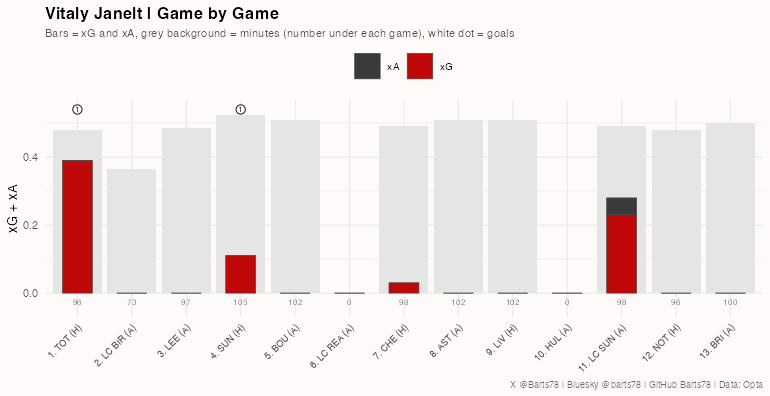 Vitaly Janelt | Game by Game
Bars = xG and xA, grey background = minutes (number under each game), white dot = goals
xA xG
xG + xA
0.4
0.2
0.0
1 1
96 73 97 105 102 0 98 102 102 0 98 96 100
1. TOT (H)
2. LC BIR (A)
3. LEE (A)
4. SUN (H)
5. BOU (A)
6. LC REA (A)
7. CHE (H)
8. AST (A)
9. LIV (H)
10. HUL (A)
11. LC SUN (A)
12. NOT (H)
13. BRI (A)
X @Barts78 | Bluesky @barts78 | GitHub Barts78 | Data: Opta